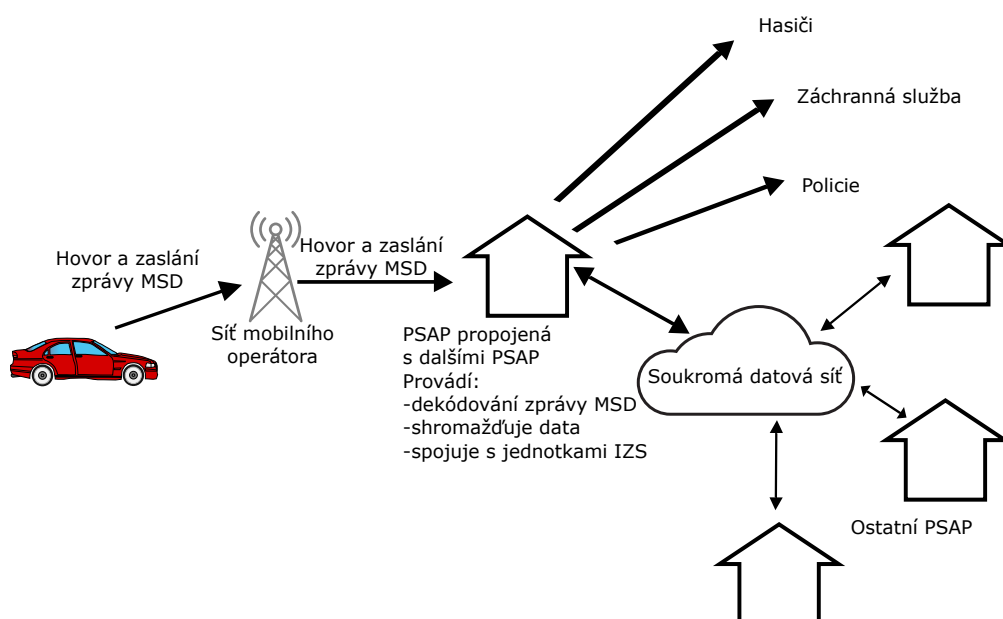 Hasiči
Záchranná služba
Policie
Hovor a zaslání
zprávy MSD
Hovor a zaslání
zprávy MSD
Síť mobilního
operátora
PSAP propojená
s dalšími PSAP
Provádí:
-dekódování zprávy MSD
-shromažďuje data
-spojuje s jednotkami IZS
Soukromá datová síť
Ostatní PSAP